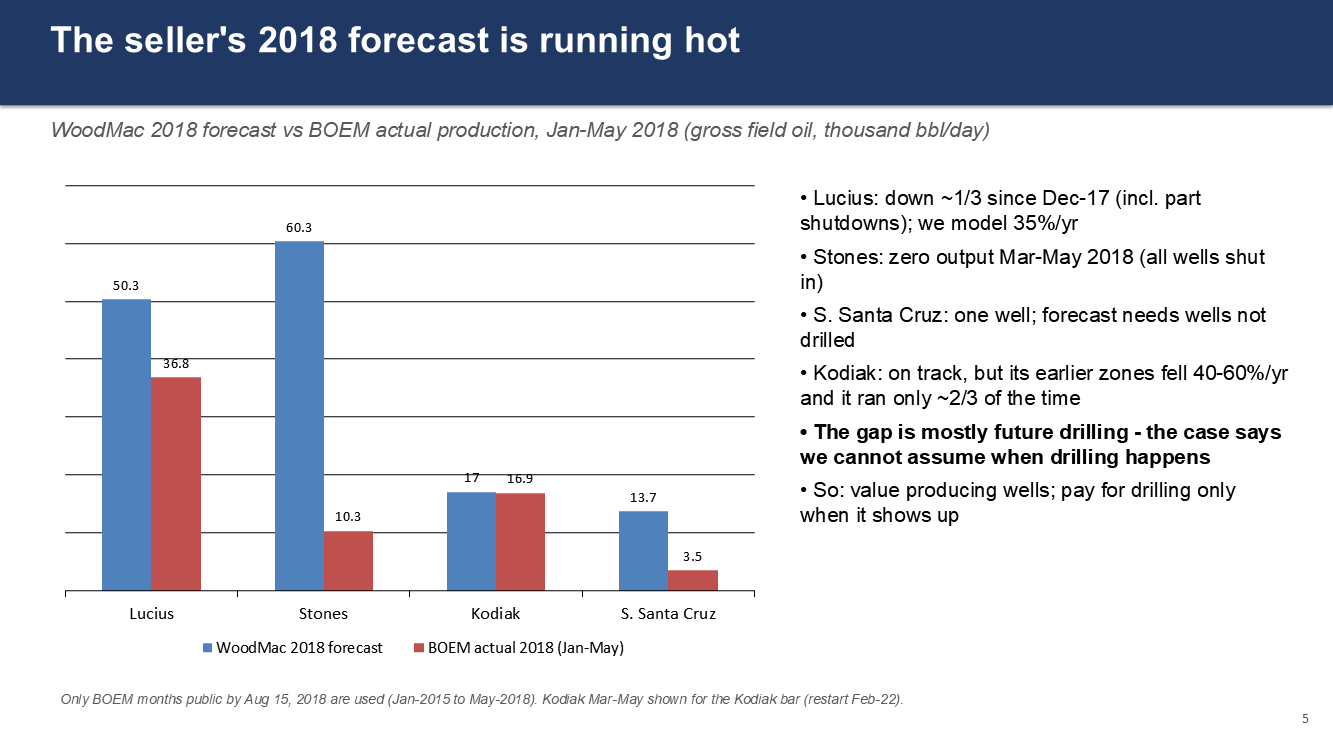 The seller's 2018 forecast is running hot
WoodMac 2018 forecast vs BOEM actual production, Jan-May 2018 (gross field oil, thousand bbl/day)
60.3
50.3
36.8
17
16.9
13.7
10.3
3.5
Lucius
Stones
Kodiak
S. Santa Cruz
WoodMac 2018 forecast
BOEM actual 2018 (Jan-May)
• Lucius: down ~1/3 since Dec-17 (incl. part
shutdowns); we model 35%/yr
• Stones: zero output Mar-May 2018 (all wells shut
in)
• S. Santa Cruz: one well; forecast needs wells not
drilled
• Kodiak: on track, but its earlier zones fell 40-60%/yr
and it ran only ~2/3 of the time
• The gap is mostly future drilling - the case says
we cannot assume when drilling happens
• So: value producing wells; pay for drilling only
when it shows up
Only BOEM months public by Aug 15, 2018 are used (Jan-2015 to May-2018). Kodiak Mar-May shown for the Kodiak bar (restart Feb-22).
5